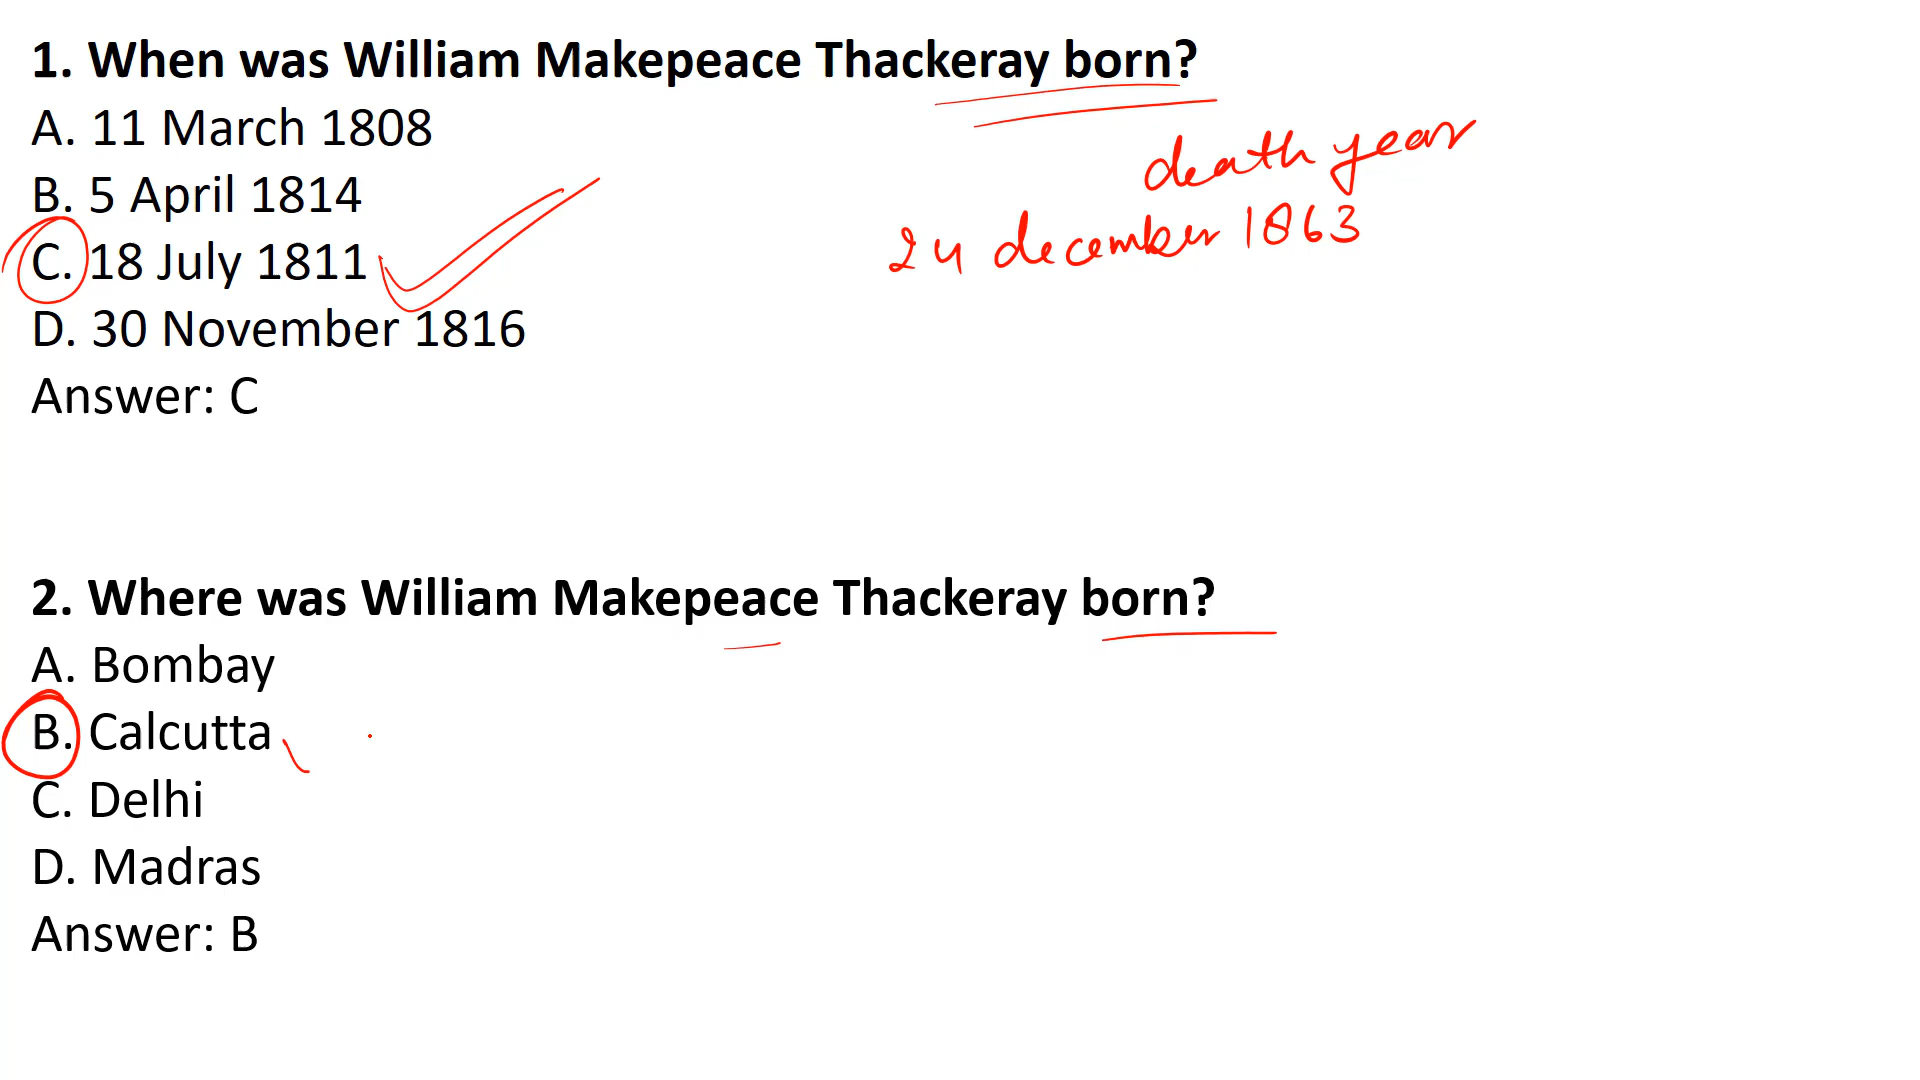 1. When was William Makepeace Thackeray born?
A. 11 March 1808
death year
B. 5 April 1814
24 december 1863
C. 18 July 1811
D. 30 November 1816
Answer: C
2. Where was William Makepeace Thackeray born?
A. Bombay
B. Calcutta
C. Delhi
D. Madras
Answer: B